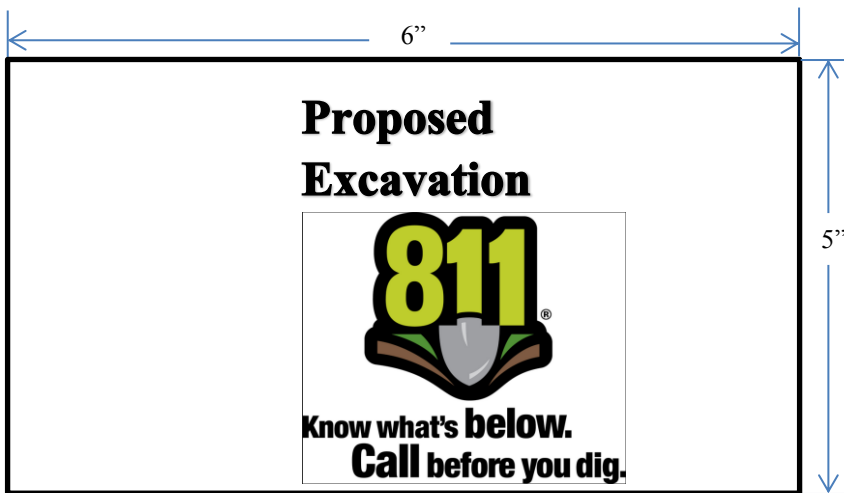 6”
Proposed
Excavation
5”
811®
Know what's below.
Call before you dig.